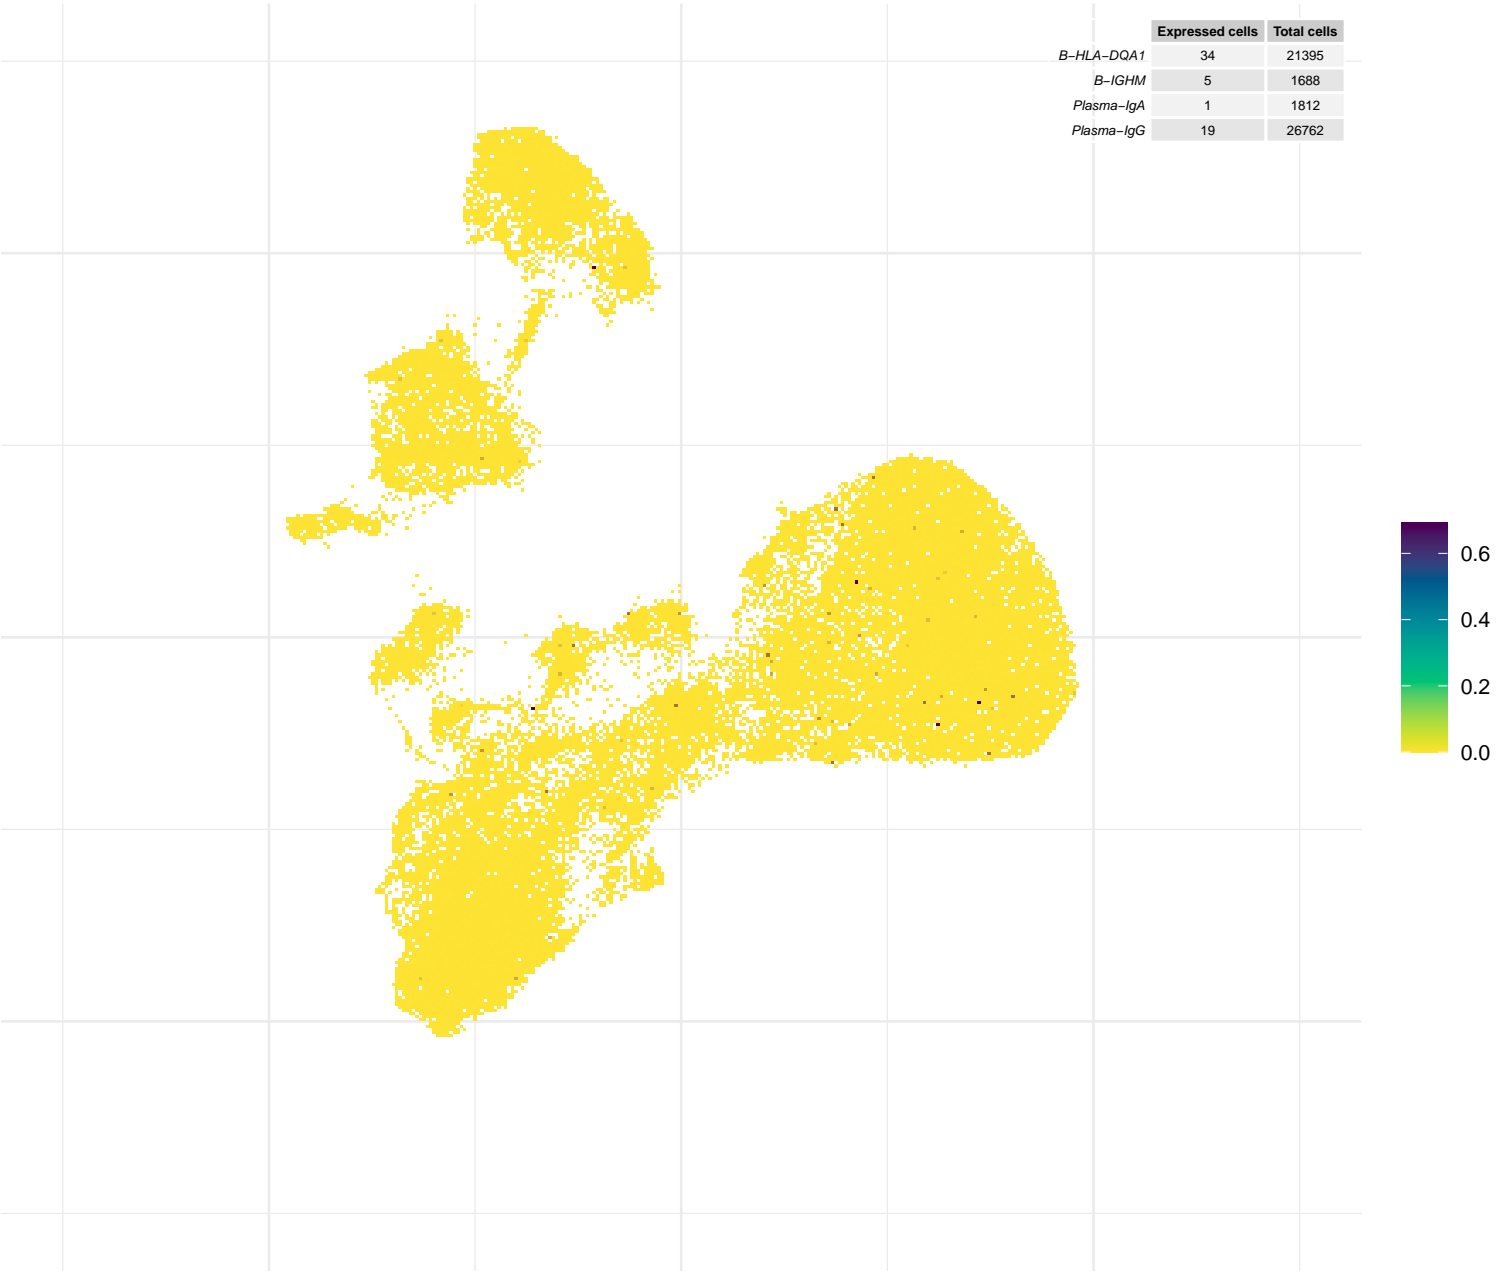 Expressed cells Total cells
B−HLA−DQA1 34 21395
B−IGHM 5 1688
Plasma−IgA 1 1812
Plasma−IgG 19 26762
0.6
0.4
0.2
0.0